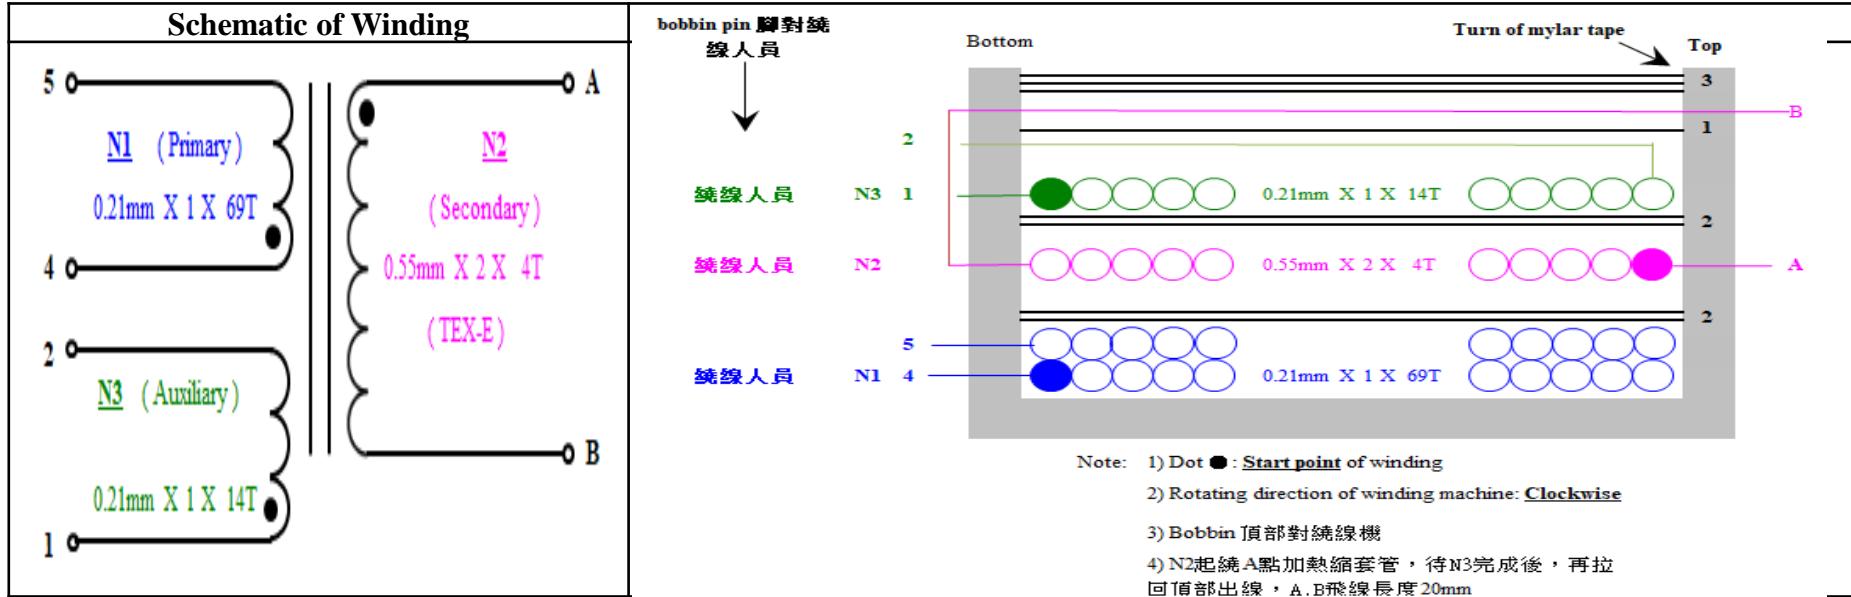 Schematic of Winding
5
A
N1 ( Primary )
N2
0.21mm X 1 X 69T
( Secondary )
4
0.55mm X 2 X 4T
( TEX-E )
2
N3 ( Auxiliary )
0.21mm X 1 X 14T
B
1
bobbin pin 腳對繞
線人員
Bottom
Turn of mylar tape
Top
3
B
1
2
繞線人員 N3 1 0.21mm X 1 X 14T
2
繞線人員 N2 0.55mm X 2 X 4T A
2
5
繞線人員 N1 4 0.21mm X 1 X 69T
Note: 1) Dot ● : Start point of winding
2) Rotating direction of winding machine: Clockwise
3) Bobbin 頂部對繞線機
4) N2起繞A點加熱縮套管，待N3完成後，再拉
回頂部出線，A.B飛線長度20mm